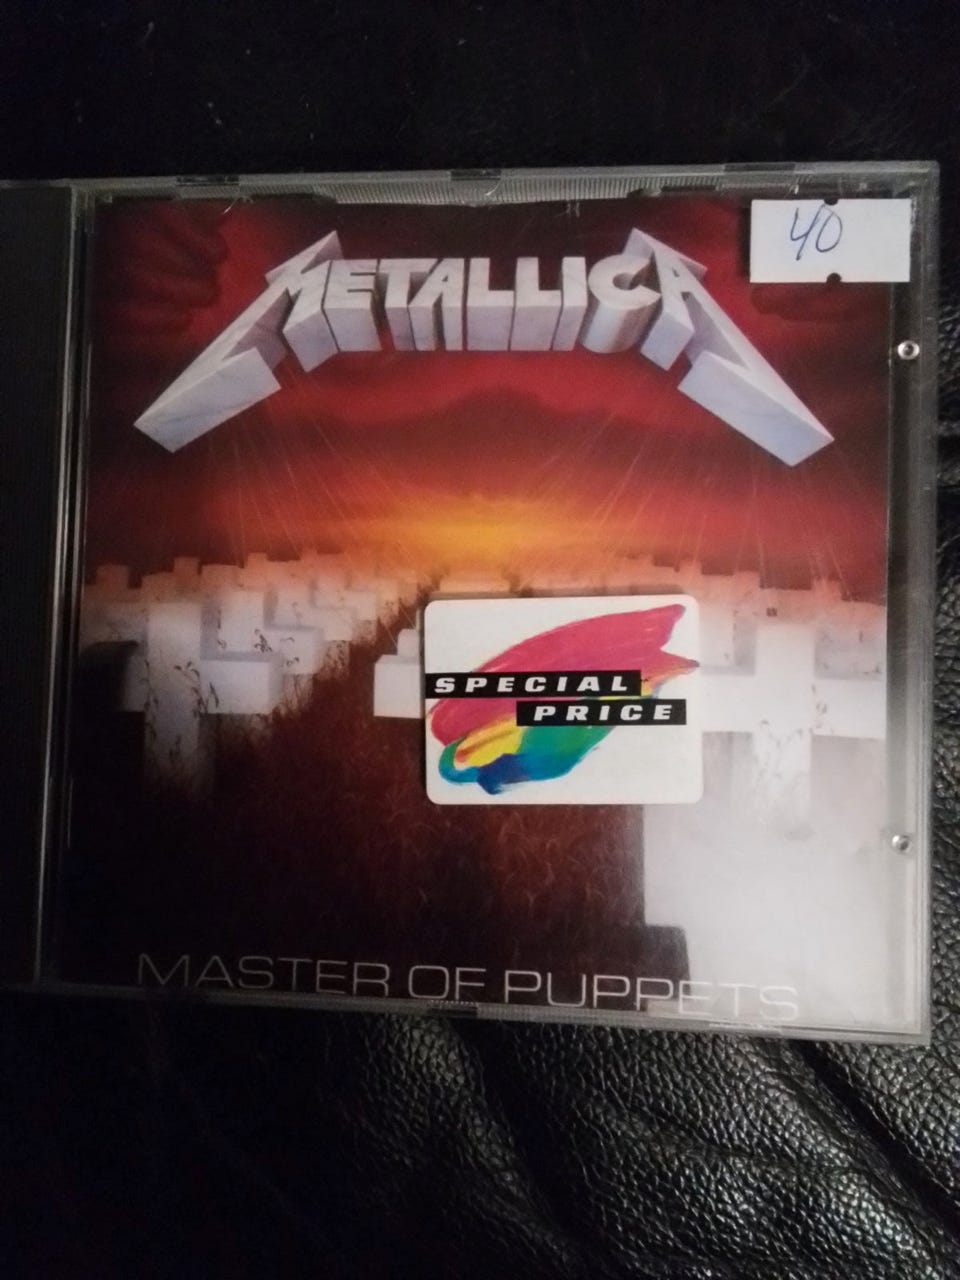 40
METALLICA
SPECIAL
PRICE
MASTER OF PUPPETS